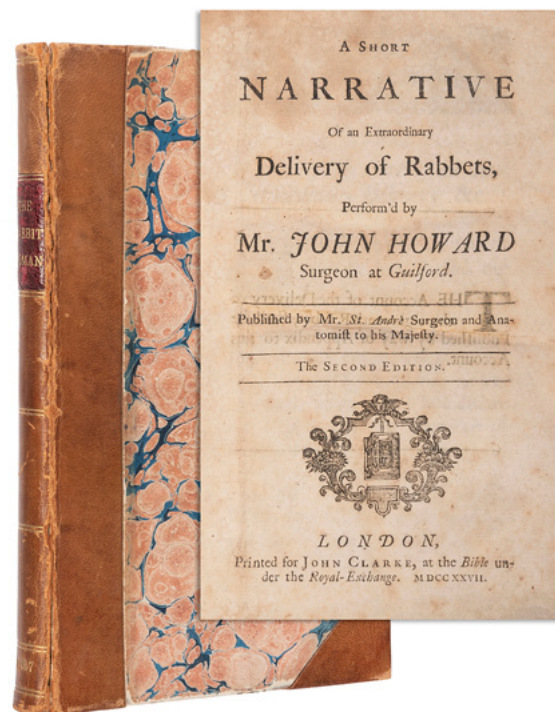 THE
BBIT
MAN
A SHORT
NARRATIVE
Of an Extraordinary
Delivery of Rabbets,
Perform'd by
Mr. JOHN HOWARD
Surgeon at Guilford.
Published by Mr. St. Andrè Surgeon and Ana-
tomist to his Majesty.
The SECOND EDITION.
LONDON,
Printed for JOHN CLARKE, at the Bible un-
der the Royal-Exchange. MDCCXXVII.